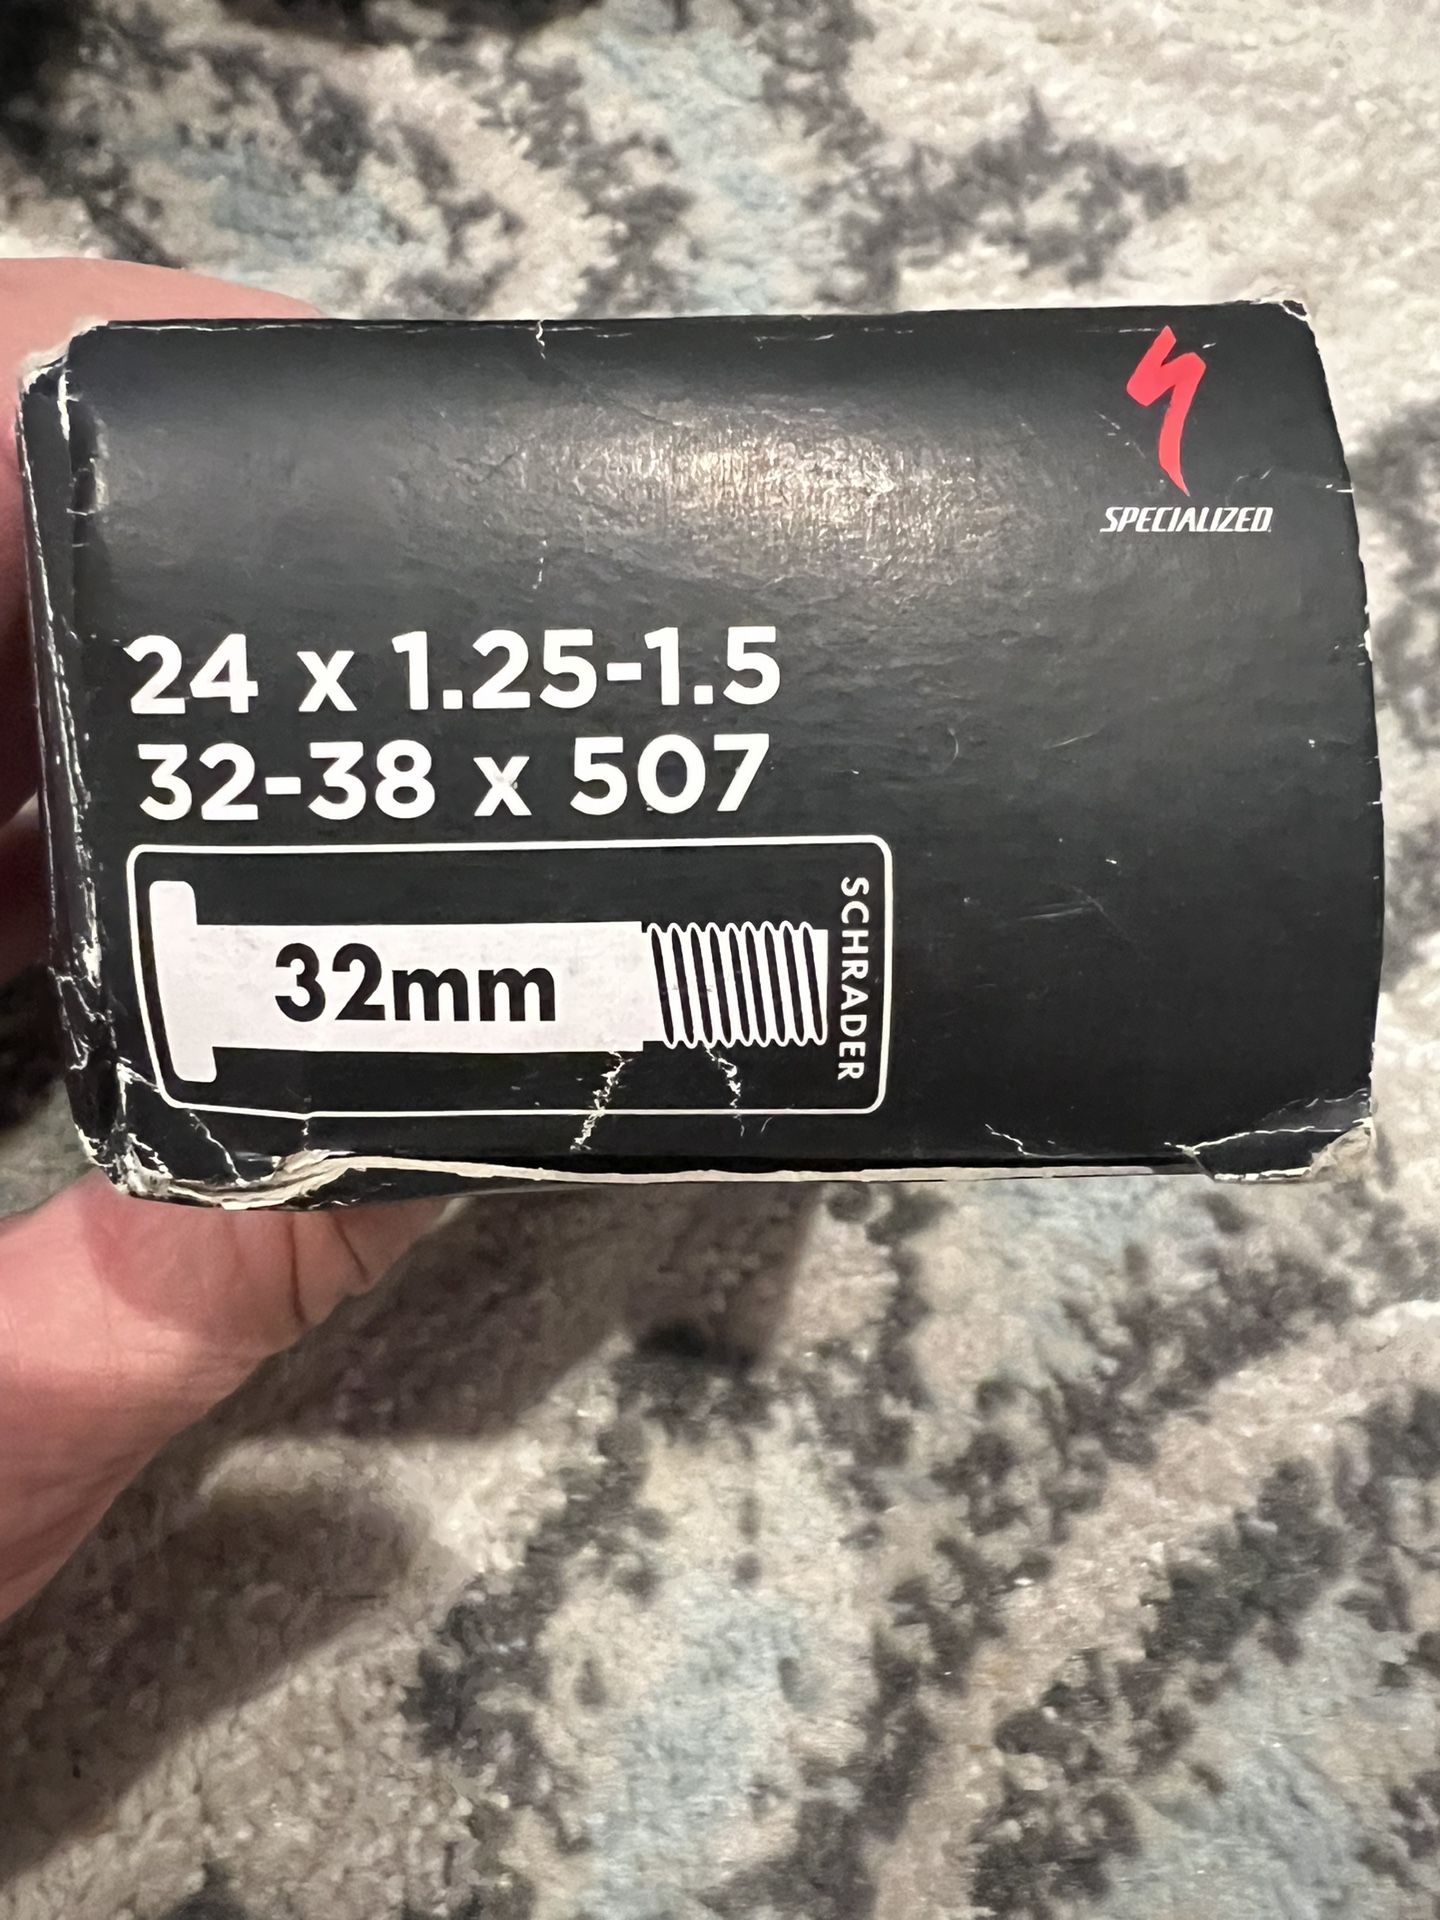 SPECIALIZED
24 x 1.25-1.5
32-38 x 507
32mm
SCHRADER